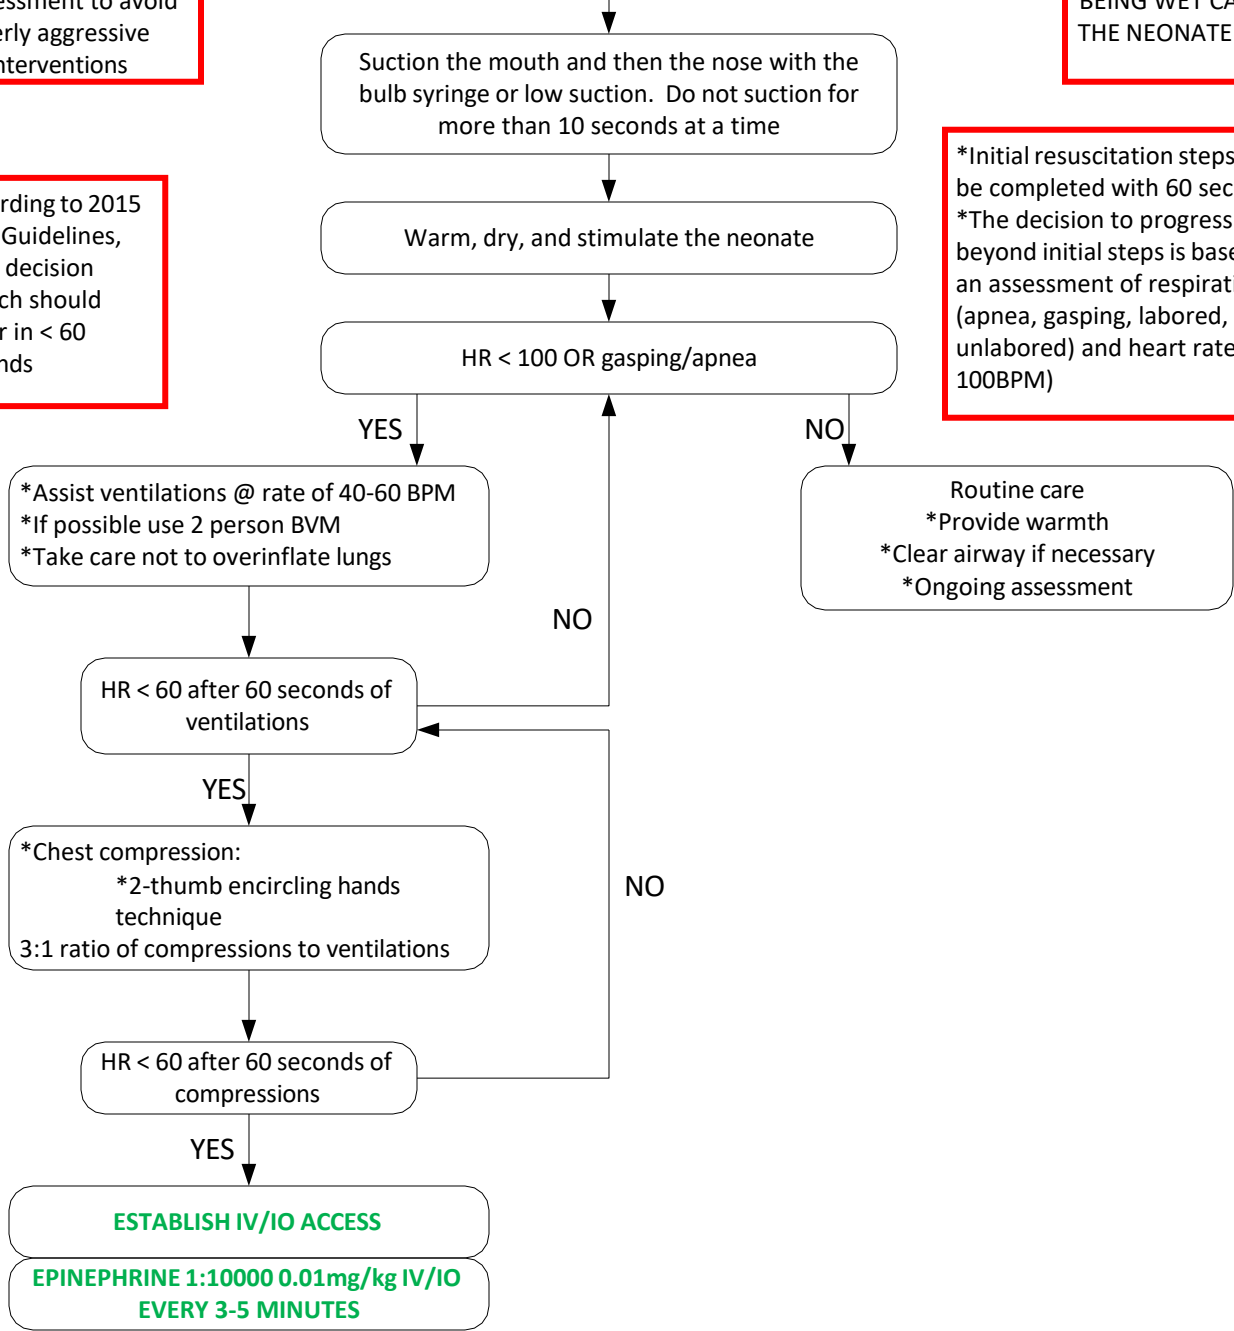 essment to avoid
erly aggressive
nterventions
BEING WET CA
THE NEONATE
Suction the mouth and then the nose with the
bulb syringe or low suction.  Do not suction for
more than 10 seconds at a time
*Initial resuscitation steps
be completed with 60 sec
*The decision to progress
beyond initial steps is base
an assessment of respirati
(apnea, gasping, labored,
unlabored) and heart rate
100BPM)
rding to 2015
Guidelines,
decision
ch should
r in < 60
nds
Warm, dry, and stimulate the neonate
HR < 100 OR gasping/apnea
YES
NO
*Assist ventilations @ rate of 40-60 BPM
*If possible use 2 person BVM
*Take care not to overinflate lungs
Routine care
*Provide warmth
*Clear airway if necessary
*Ongoing assessment
NO
HR < 60 after 60 seconds of
ventilations
YES
*Chest compression:
*2-thumb encircling hands
technique
3:1 ratio of compressions to ventilations
NO
HR < 60 after 60 seconds of
compressions
YES
ESTABLISH IV/IO ACCESS
EPINEPHRINE 1:10000 0.01mg/kg IV/IO
EVERY 3-5 MINUTES